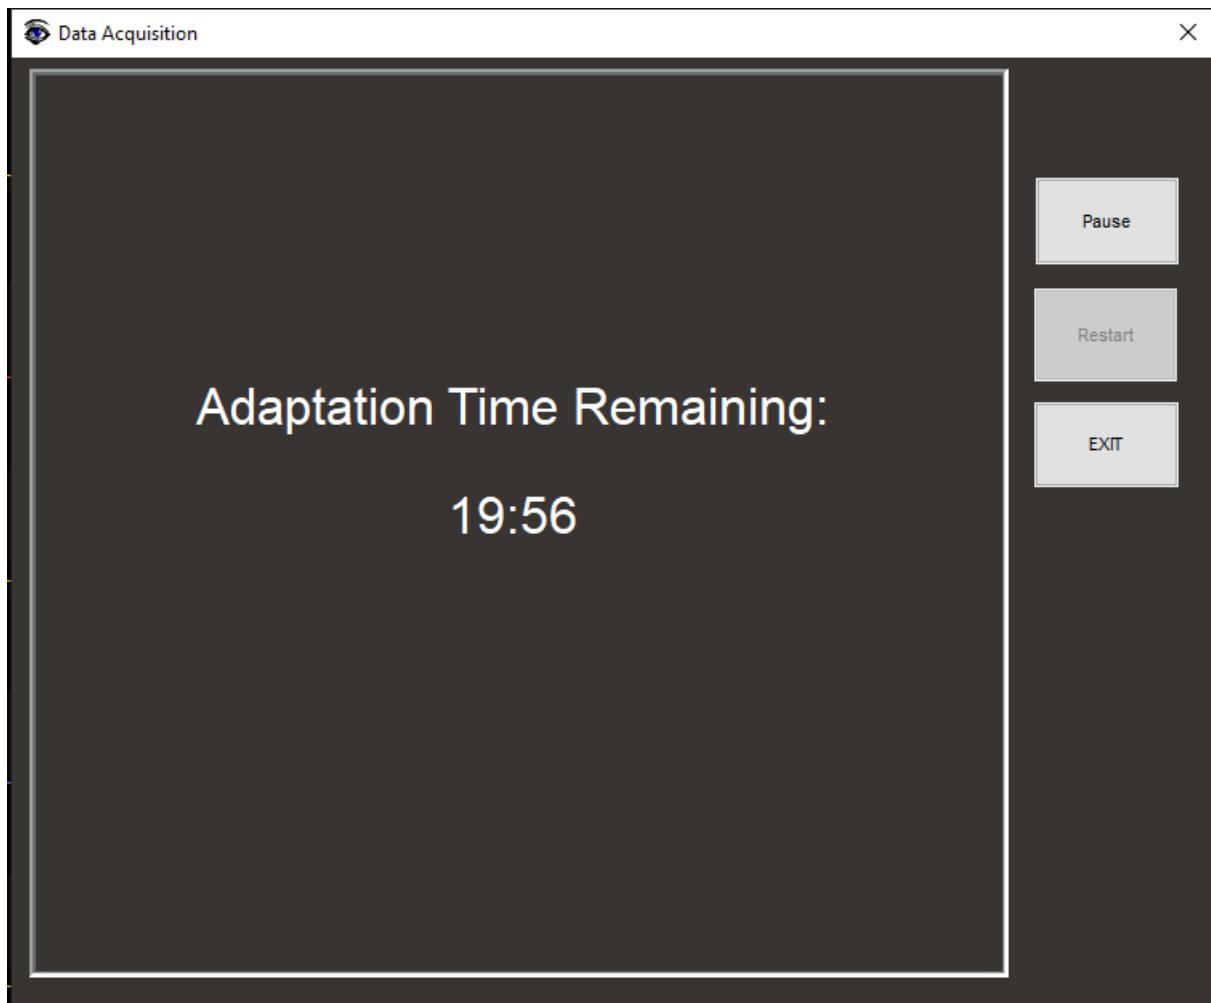 Data Acquisition
Pause
Restart
Adaptation Time Remaining:
EXIT
19:56